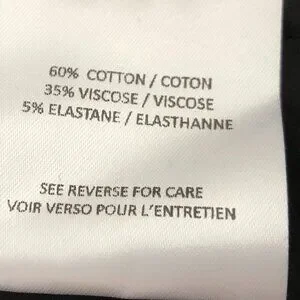 60% COTTON / COTON
35% VISCOSE / VISCOSE
5% ELASTANE / ELASTHANNE
SEE REVERSE FOR CARE
VOIR VERSO POUR L'ENTRETIEN